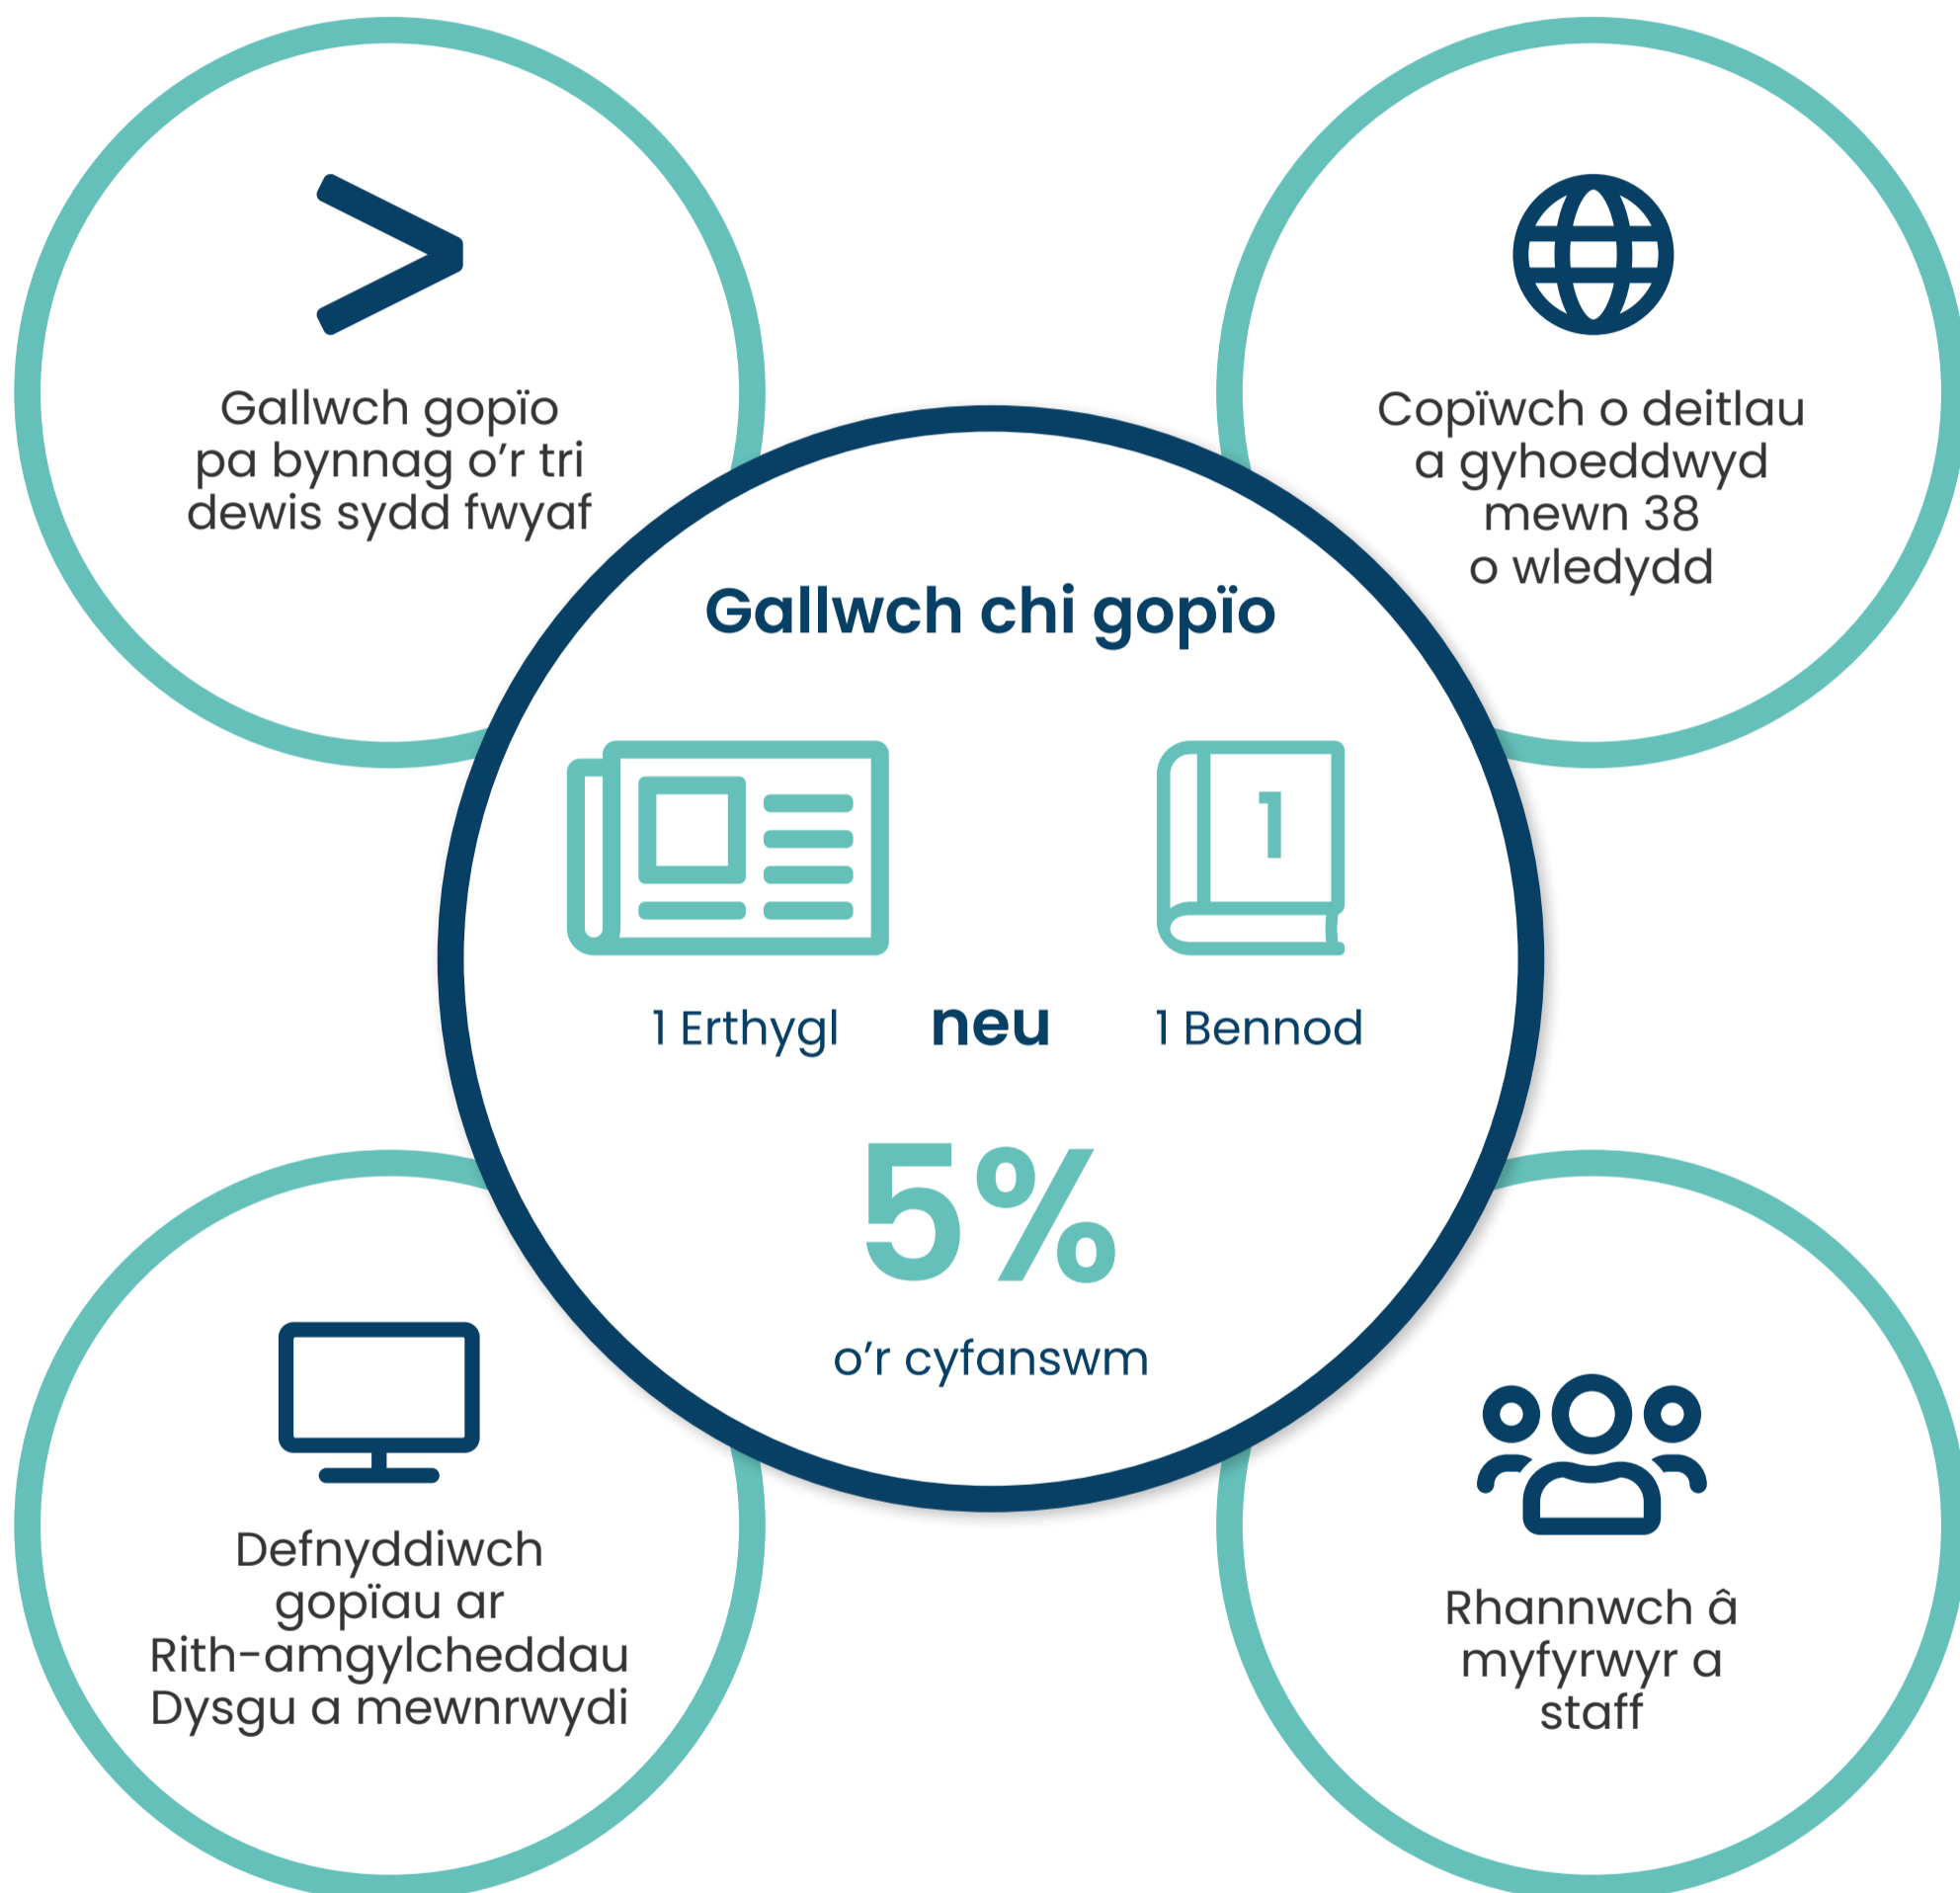 Gallwch gopïo
pa bynnag o’r tri
dewis sydd fwyaf
Copïwch o deitlau
a gyhoeddwyd
mewn 38
o wledydd
Gallwch chi gopïo
1
1 Erthygl neu 1 Bennod
5%
o’r cyfanswm
Defnyddiwch
gopïau ar
Rith-amgylcheddau
Dysgu a mewnrwydi
Rhannwch â
myfyrwyr a
staff